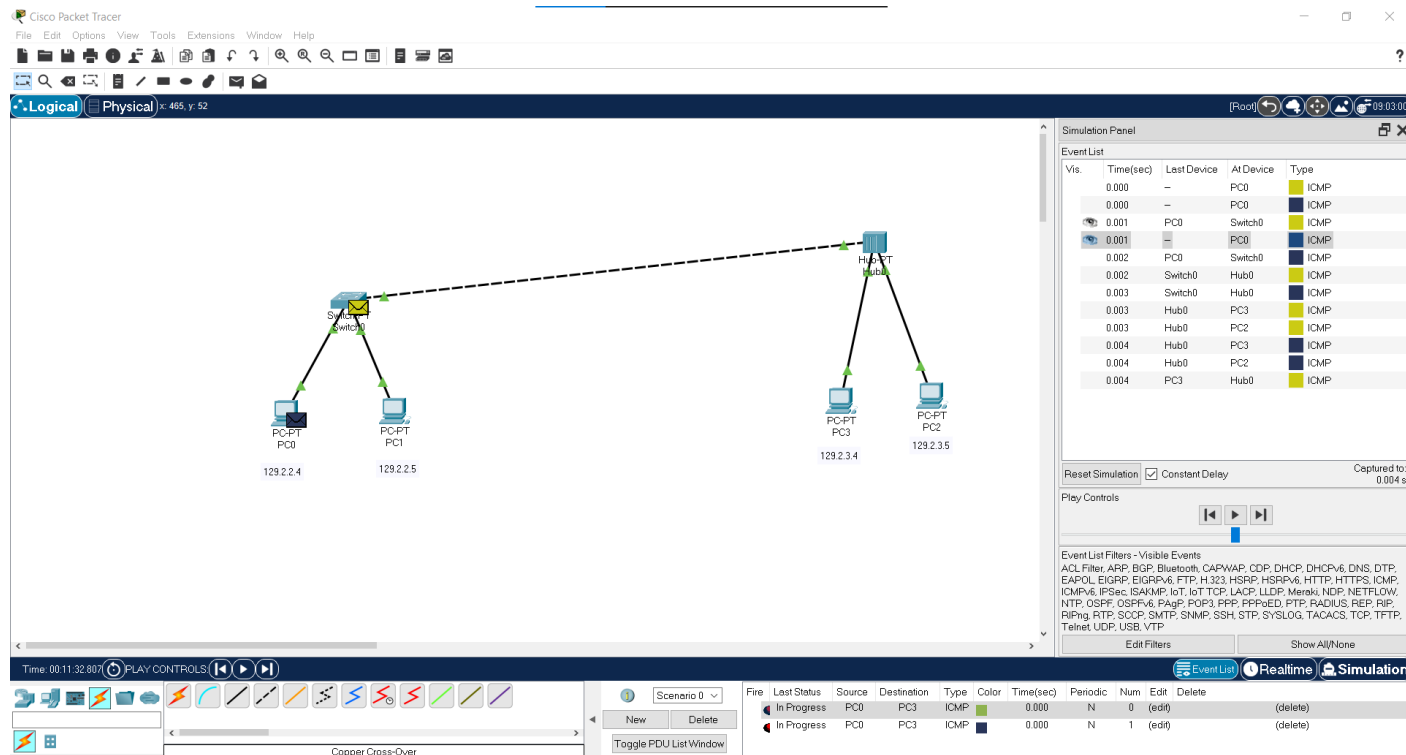 Cisco Packet Tracer
File Edit Options View Tools Extensions Window Help
?
Logical Physical x: 465, y: 52 [Root] 09:03:00
Simulation Panel
Event List
Vis. Time(sec) Last Device At Device Type
0.000 -- PC0 ICMP
0.000 -- PC0 ICMP
0.001 PC0 Switch0 ICMP
0.001 -- PC0 ICMP
0.002 PC0 Switch0 ICMP
0.002 Switch0 Hub0 ICMP
0.003 Switch0 Hub0 ICMP
0.003 Hub0 PC3 ICMP
0.003 Hub0 PC2 ICMP
0.004 Hub0 PC3 ICMP
0.004 Hub0 PC2 ICMP
0.004 PC3 Hub0 ICMP
Hub-PT
Hub0
Switch-PT
Switch0
PC-PT
PC0
129.2.2.4
PC-PT
PC1
129.2.2.5
PC-PT
PC3
129.2.3.4
PC-PT
PC2
129.2.3.5
Reset Simulation Constant Delay Captured to:
0.004 s
Play Controls
Event List Filters - Visible Events
ACL Filter, ARP, BGP, Bluetooth, CAPWAP, CDP, DHCP, DHCPv6, DNS, DTP,
EAPOL, EIGRP, EIGRPv6, FTP, H.323, HSRP, HSRPv6, HTTP, HTTPS, ICMP,
ICMPv6, IPSec, ISAKMP, IoT, IoT TCP, LACP, LLDP, Meraki, NDP, NETFLOW,
NTP, OSPF, OSPFv6, PAgP, POP3, PPP, PPPoED, PTP, RADIUS, REP, RIP,
RIPng, RTP, SCCP, SMTP, SNMP, SSH, STP, SYSLOG, TACACS, TCP, TFTP,
Telnet, UDP, USB, VTP
Edit Filters Show All/None
Time: 00:11:32.807 PLAY CONTROLS: Event List Realtime Simulation
Scenario 0
New Delete
Toggle PDU List Window
Fire Last Status Source Destination Type Color Time(sec) Periodic Num Edit Delete
In Progress PC0 PC3 ICMP 0.000 N 0 (edit) (delete)
In Progress PC0 PC3 ICMP 0.000 N 1 (edit) (delete)
Copper Cross-Over